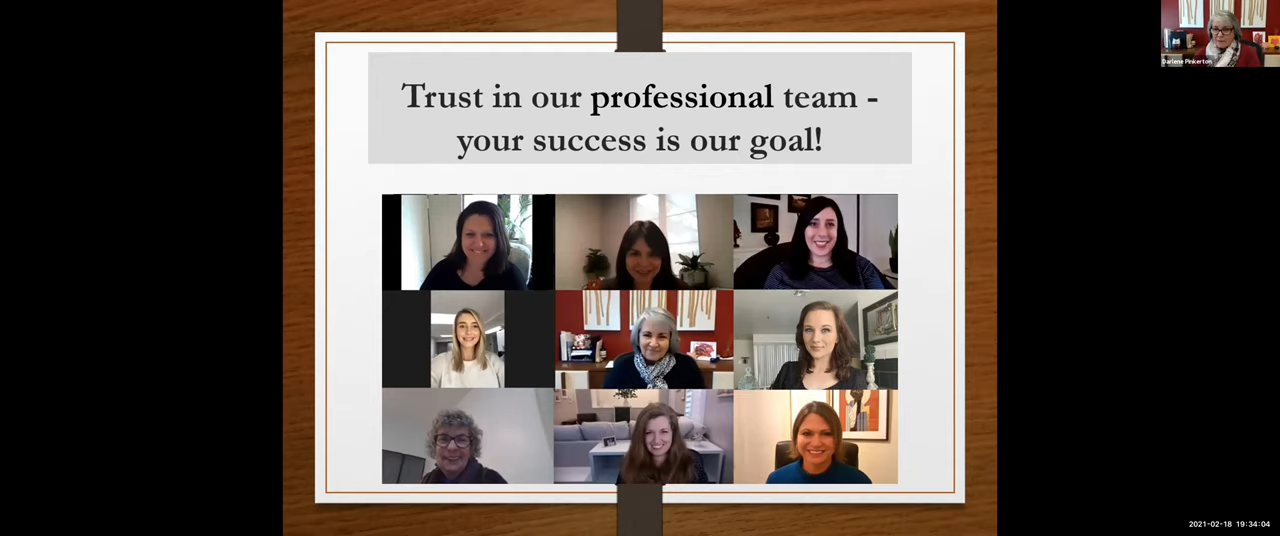 Trust in our professional team -
your success is our goal!
Darlene Pinkerton
2021-02-18 19:34:04